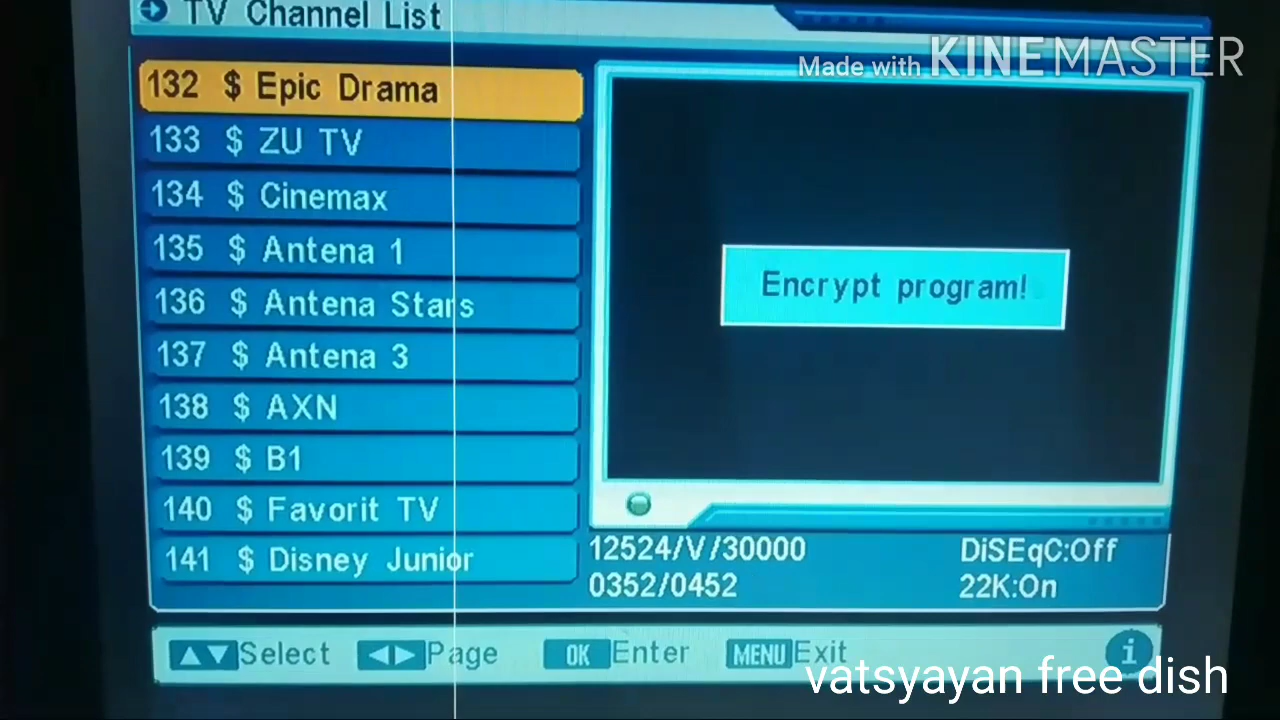 TV Channel List
Made with KINEMASTER
132 $ Epic Drama
133 $ ZU TV
134 $ Cinemax
135 $ Antena 1
136 $ Antena Stars
137 $ Antena 3
138 $ AXN
139 $ B1
140 $ Favorit TV
141 $ Disney Junior
Encrypt program!
12524/V/30000 DiSEqC:Off
0352/0452 22K:On
Select Page OK Enter MENU Exit i
vatsyayan free dish